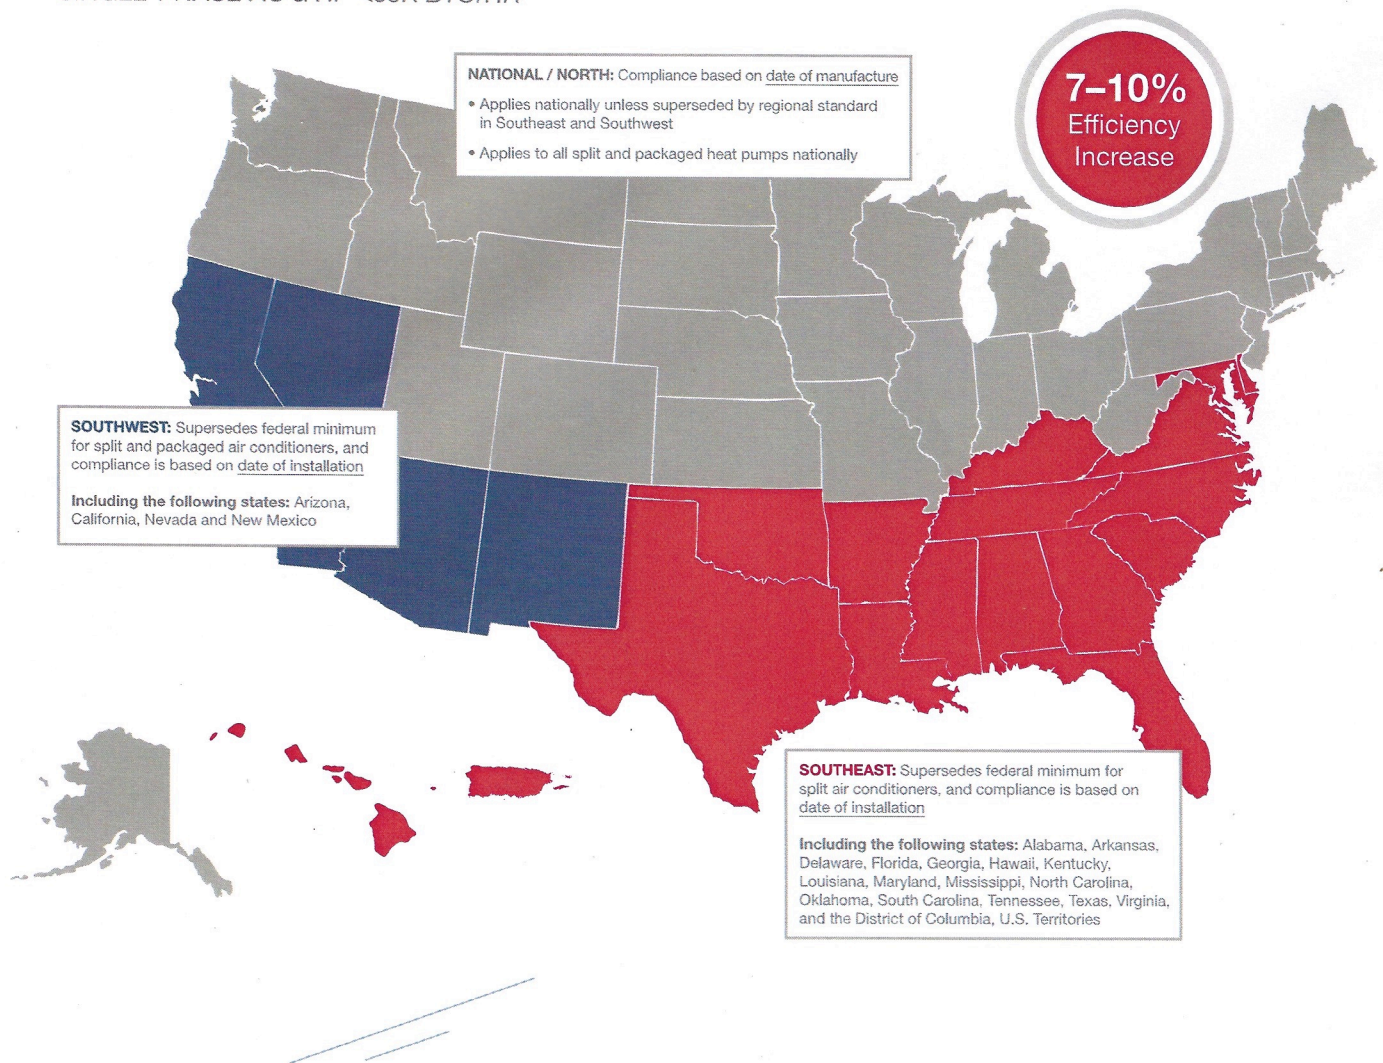 NATIONAL / NORTH: Compliance based on date of manufacture
• Applies nationally unless superseded by regional standard
in Southeast and Southwest
• Applies to all split and packaged heat pumps nationally
7–10%
Efficiency
Increase
SOUTHWEST: Supersedes federal minimum
for split and packaged air conditioners, and
compliance is based on date of installation
Including the following states: Arizona,
California, Nevada and New Mexico
SOUTHEAST: Supersedes federal minimum for
split air conditioners, and compliance is based on
date of installation
Including the following states: Alabama, Arkansas,
Delaware, Florida, Georgia, Hawaii, Kentucky,
Louisiana, Maryland, Mississippi, North Carolina,
Oklahoma, South Carolina, Tennessee, Texas, Virginia,
and the District of Columbia, U.S. Territories